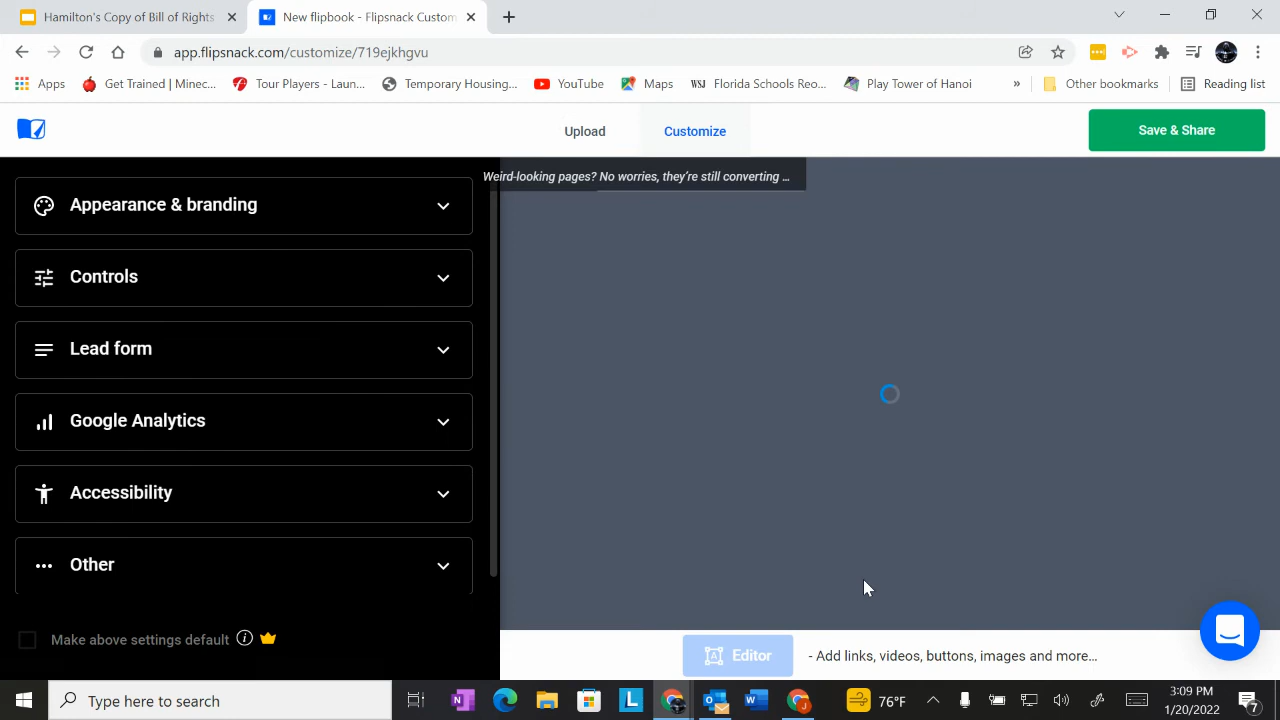 Hamilton's Copy of Bill of Rights
New flipbook - Flipsnack Custom
app.flipsnack.com/customize/719ejkhgvu
Apps
Get Trained | Minec...
Tour Players - Laun...
Temporary Housing:...
YouTube
Maps
WSJ
Florida Schools Reo...
Play Tower of Hanoi
»
Other bookmarks
Reading list
Upload
Customize
Save & Share
Weird-looking pages? No worries, they're still converting ...
Appearance & branding
Controls
Lead form
Google Analytics
Accessibility
Other
Make above settings default
Editor
- Add links, videos, buttons, images and more...
Type here to search
76°F
3:09 PM
1/20/2022
7